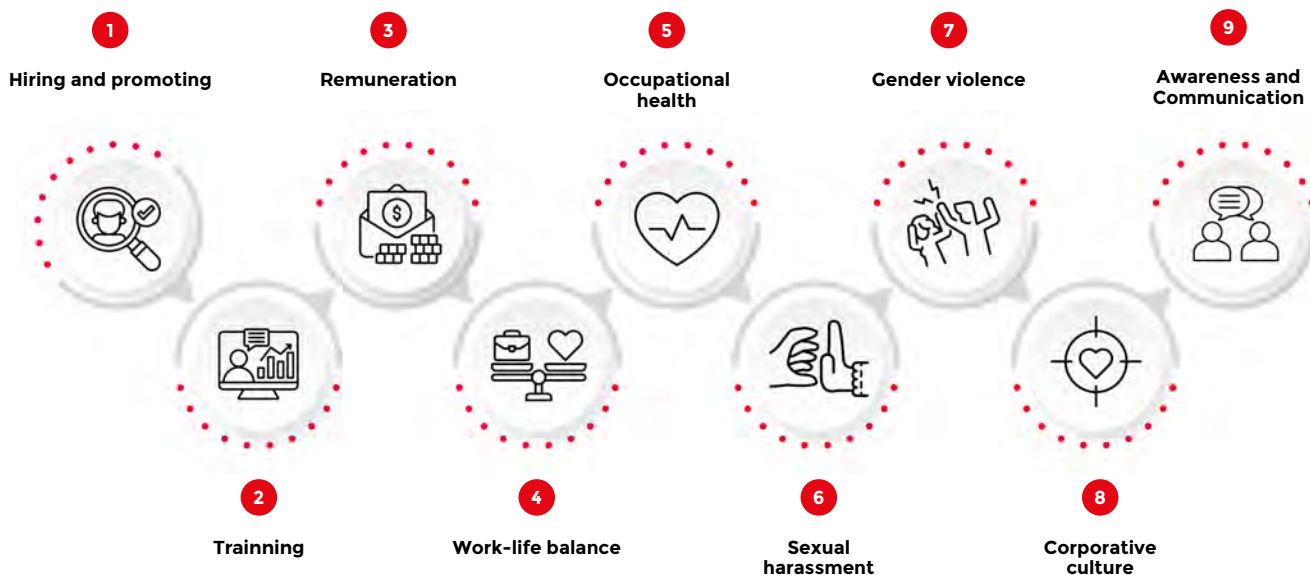 1
Hiring and promoting
2
Trainning
3
Remuneration
$
4
Work-life balance
5
Occupational
health
6
Sexual
harassment
7
Gender violence
8
Corporative
culture
9
Awareness and
Communication